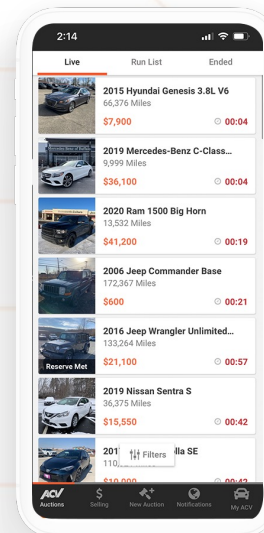 2:14
Live Run List Ended
2015 Hyundai Genesis 3.8L V6
66,376 Miles
$7,900 00:04
2019 Mercedes-Benz C-Class...
9,999 Miles
$36,100 00:04
2020 Ram 1500 Big Horn
13,532 Miles
$41,200 00:19
2006 Jeep Commander Base
172,367 Miles
$600 00:21
2016 Jeep Wrangler Unlimited...
133,264 Miles
Reserve Met
$21,100 00:57
2019 Nissan Sentra S
36,375 Miles
$15,550 00:42
lla SE
Filters
ACV
Auctions Selling New Auction Notifications My ACV